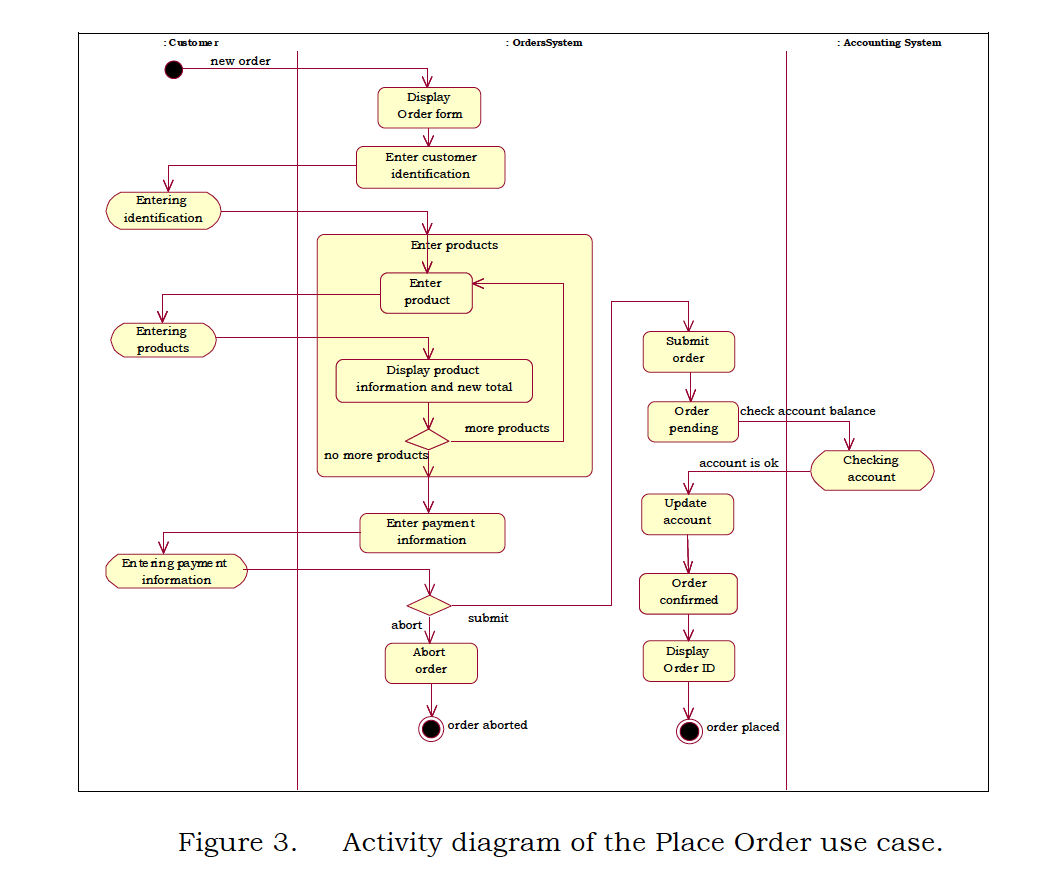 : Customer
: OrdersSystem
: Accounting System
new order
Display
Order form
Enter customer
identification
Entering
identification
Enter products
Enter
product
Entering
products
Display product
information and new total
more products
no more products
Enter payment
information
Entering payment
information
submit
abort
Abort
order
order aborted
Submit
order
Order
pending
check account balance
Checking
account
account is ok
Update
account
Order
confirmed
Display
Order ID
order placed
Figure 3. Activity diagram of the Place Order use case.